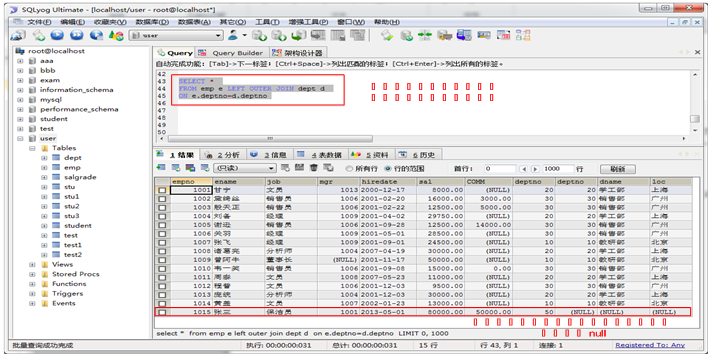 SQLyog Ultimate - [SQLyog Ultimate - user - root@localhost]
文件(F) 编辑(E) 收藏夹(V) 数据库(D) 数据表(A) 其它(O) 工具(T) 增强工具(P) 窗口(W) 帮助(H)
user
root@localhost
aaa
bbb
exam
information_schema
mysql
performance_schema
student
test
user
Tables
dept
emp
salgrade
stu
stu1
stu2
stu3
student
test
test1
test2
Views
Stored Procs
Functions
Triggers
Events
Query Query Builder 架构设计器
自动完成功能: [Tab]->下一标签; [Ctrl+Space]->列出匹配的标签; [Ctrl+Enter]->列出所有的标签。
42
43 SELECT *
44 FROM emp e LEFT OUTER JOIN dept d
45 ON e.deptno=d.deptno
46
47
48
49
50
1 结果 2 分析 3 信息 4 表数据 5 资料 6 历史
(只读) 所有行 行的范围 首行: 0 1000 行 刷新
empno ename job mgr hiredate sal COMM deptno deptno dname loc
1001 甘宁 文员 1013 2000-12-17 8000.00 (NULL) 20 20 学工部 上海
1002 黛绮丝 销售员 1006 2001-02-20 16000.00 3000.00 30 30 销售部 广州
1003 殷天正 销售员 1006 2001-02-22 12500.00 5000.00 30 30 销售部 广州
1004 刘备 经理 1009 2001-04-02 29750.00 (NULL) 20 20 学工部 上海
1005 谢逊 销售员 1006 2001-09-28 12500.00 14000.00 30 30 销售部 广州
1006 关羽 经理 1009 2001-05-01 28500.00 (NULL) 30 30 销售部 广州
1007 张飞 经理 1009 2001-09-01 24500.00 (NULL) 10 10 教研部 北京
1008 诸葛亮 分析师 1004 2007-04-19 30000.00 (NULL) 20 20 学工部 上海
1009 曾阿牛 董事长 (NULL) 2001-11-17 50000.00 (NULL) 10 10 教研部 北京
1010 韦一笑 销售员 1006 2001-09-08 15000.00 0.00 30 30 销售部 广州
1011 周泰 文员 1008 2007-05-23 11000.00 (NULL) 20 20 学工部 上海
1012 程普 文员 1006 2001-12-03 9500.00 (NULL) 30 30 销售部 广州
1013 庞统 分析师 1004 2001-12-03 30000.00 (NULL) 20 20 学工部 上海
1014 黄盖 文员 1007 2002-01-23 13000.00 (NULL) 10 10 教研部 北京
1015 张三 保洁员 1001 2013-05-01 80000.00 50000.00 50 (NULL) (NULL) (NULL)
null
select * from emp e left outer join dept d on e.deptno=d.deptno LIMIT 0, 1000
批量查询成功完成 执行: 00:00:00:031 总计: 00:00:00:031 15 行 行 43, 列 1 连接: 1 Registered To: Any